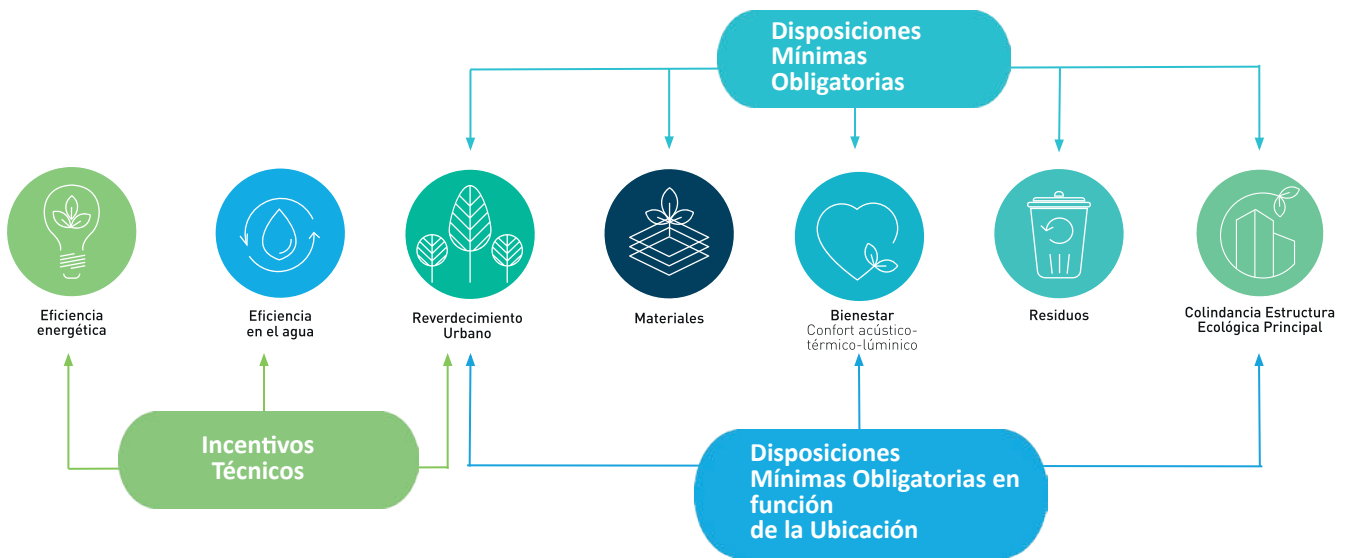 Disposiciones
Mínimas
Obligatorias
Eficiencia
energética
Eficiencia
en el agua
Reverdecimiento
Urbano
Materiales
Bienestar
Confort acústico-
térmico-lúminico
Residuos
Colindancia Estructura
Ecológica Principal
Incentivos
Técnicos
Disposiciones
Mínimas Obligatorias en
función
de la Ubicación